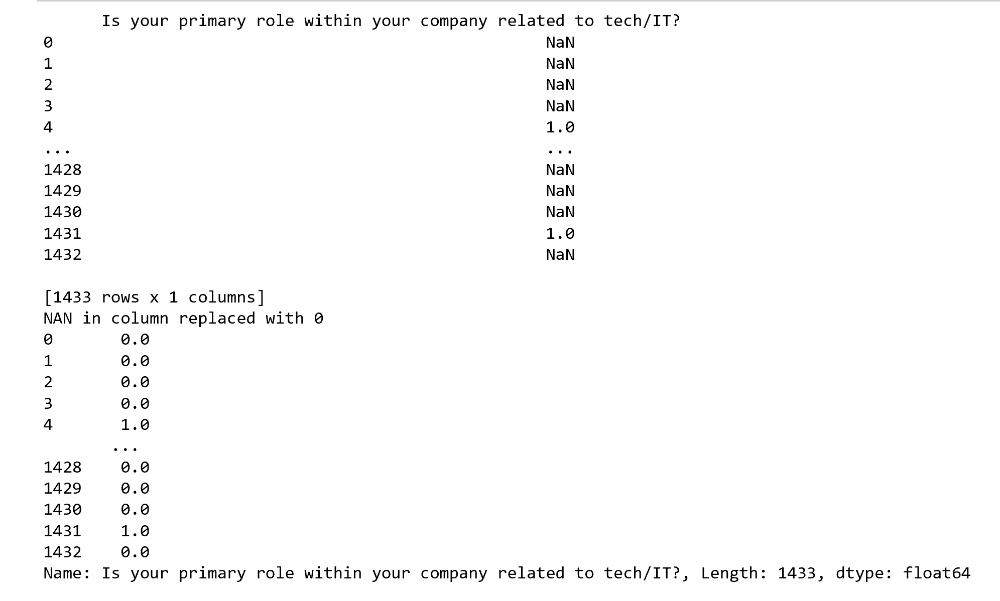 Is your primary role within your company related to tech/IT?
0 NaN
1 NaN
2 NaN
3 NaN
4 1.0
... ...
1428 NaN
1429 NaN
1430 NaN
1431 1.0
1432 NaN
[1433 rows x 1 columns]
NAN in column replaced with 0
0 0.0
1 0.0
2 0.0
3 0.0
4 1.0
...
1428 0.0
1429 0.0
1430 0.0
1431 1.0
1432 0.0
Name: Is your primary role within your company related to tech/IT?, Length: 1433, dtype: float64